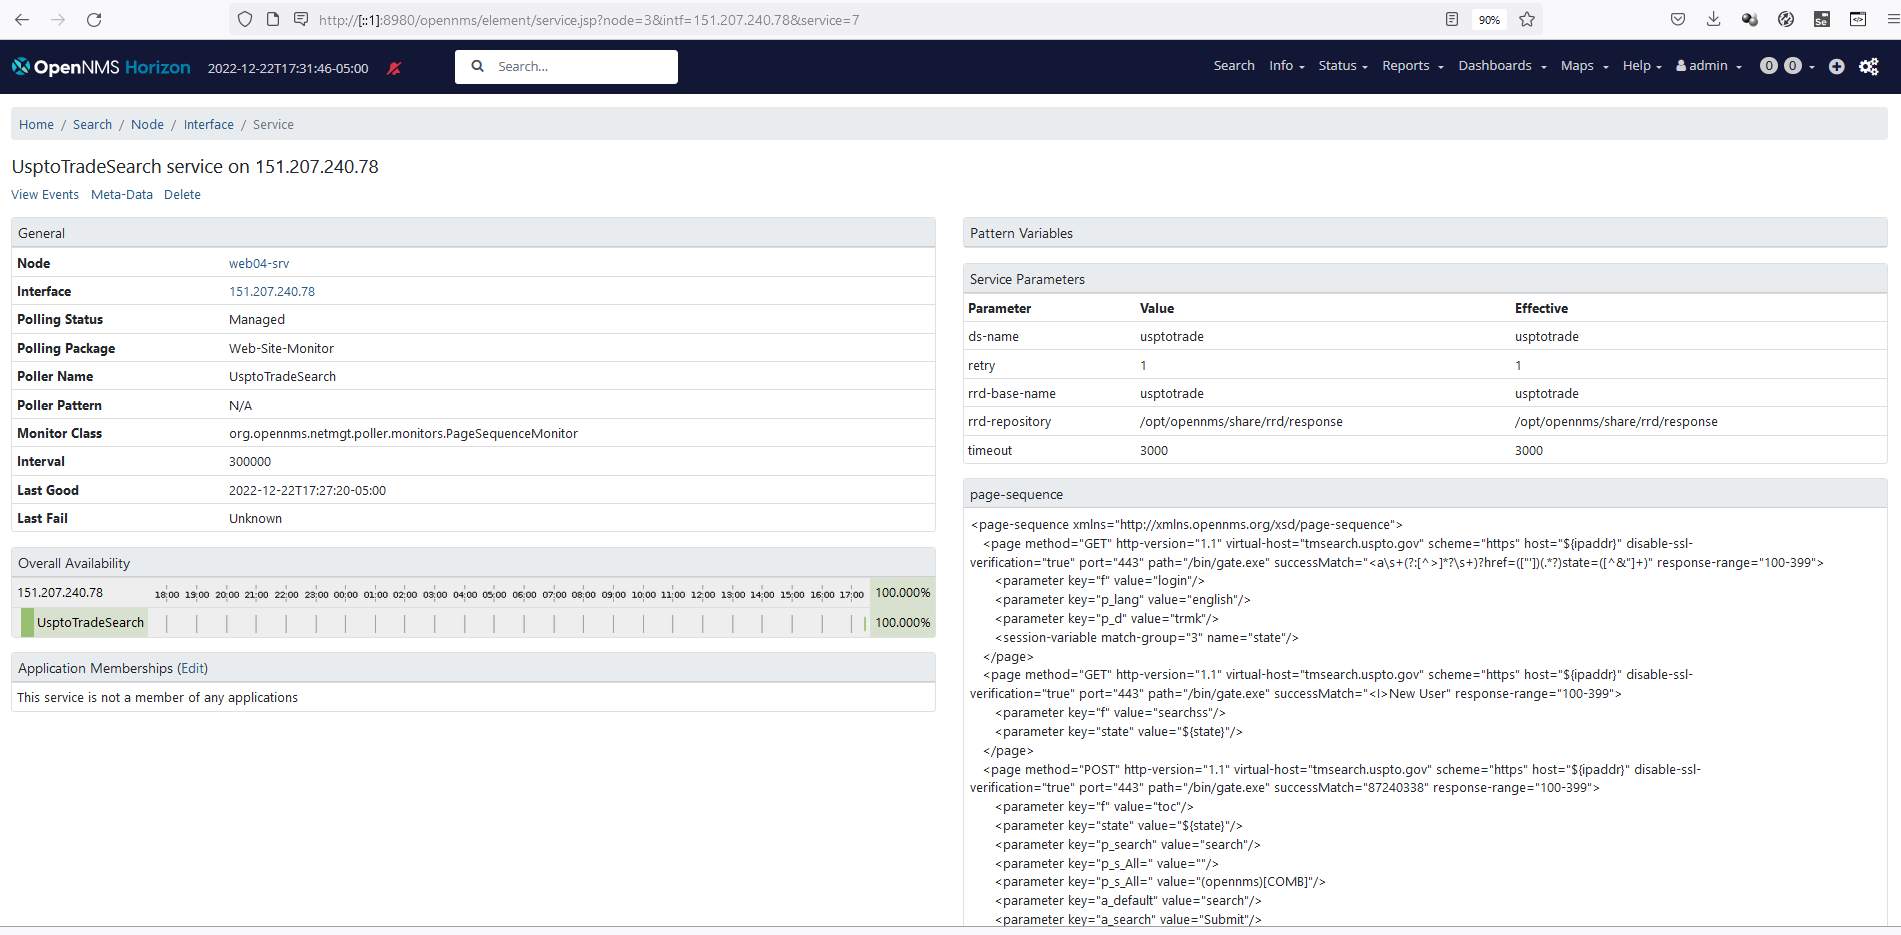 http://[::1]:8980/opennms/element/service.jsp?node=3&intf=151.207.240.78&service=7
90%
OpenNMS Horizon
2022-12-22T17:31:46-05:00
Search...
Search Info Status Reports Dashboards Maps Help admin 0 0
Home / Search / Node / Interface / Service
UsptoTradeSearch service on 151.207.240.78
View Events Meta-Data Delete
General
Node web04-srv
Interface 151.207.240.78
Polling Status Managed
Polling Package Web-Site-Monitor
Poller Name UsptoTradeSearch
Poller Pattern N/A
Monitor Class org.opennms.netmgt.poller.monitors.PageSequenceMonitor
Interval 300000
Last Good 2022-12-22T17:27:20-05:00
Last Fail Unknown
Overall Availability
151.207.240.78 18:00 19:00 20:00 21:00 22:00 23:00 00:00 01:00 02:00 03:00 04:00 05:00 06:00 07:00 08:00 09:00 10:00 11:00 12:00 13:00 14:00 15:00 16:00 17:00 100.000%
UsptoTradeSearch 100.000%
Application Memberships (Edit)
This service is not a member of any applications
Pattern Variables
Service Parameters
Parameter Value Effective
ds-name usptotrade usptotrade
retry 1 1
rrd-base-name usptotrade usptotrade
rrd-repository /opt/opennms/share/rrd/response /opt/opennms/share/rrd/response
timeout 3000 3000
page-sequence
<page-sequence xmlns="http://xmlns.opennms.org/xsd/page-sequence">
<page method="GET" http-version="1.1" virtual-host="tmsearch.uspto.gov" scheme="https" host="${ipaddr}" disable-ssl-
verification="true" port="443" path="/bin/gate.exe" successMatch="<a\s+(?:[^>]*?\s+)?href=(["'])(.*?)state=([^&"]+)" response-range="100-399">
<parameter key="f" value="login"/>
<parameter key="p_lang" value="english"/>
<parameter key="p_d" value="trmk"/>
<session-variable match-group="3" name="state"/>
</page>
<page method="GET" http-version="1.1" virtual-host="tmsearch.uspto.gov" scheme="https" host="${ipaddr}" disable-ssl-
verification="true" port="443" path="/bin/gate.exe" successMatch="<I>New User" response-range="100-399">
<parameter key="f" value="searchss"/>
<parameter key="state" value="${state}"/>
</page>
<page method="POST" http-version="1.1" virtual-host="tmsearch.uspto.gov" scheme="https" host="${ipaddr}" disable-ssl-
verification="true" port="443" path="/bin/gate.exe" successMatch="87240338" response-range="100-399">
<parameter key="f" value="toc"/>
<parameter key="state" value="${state}"/>
<parameter key="p_search" value="search"/>
<parameter key="p_s_All=" value=""/>
<parameter key="p_s_All=" value="(opennms)[COMB]"/>
<parameter key="a_default" value="search"/>
<parameter key="a_search" value="Submit"/>